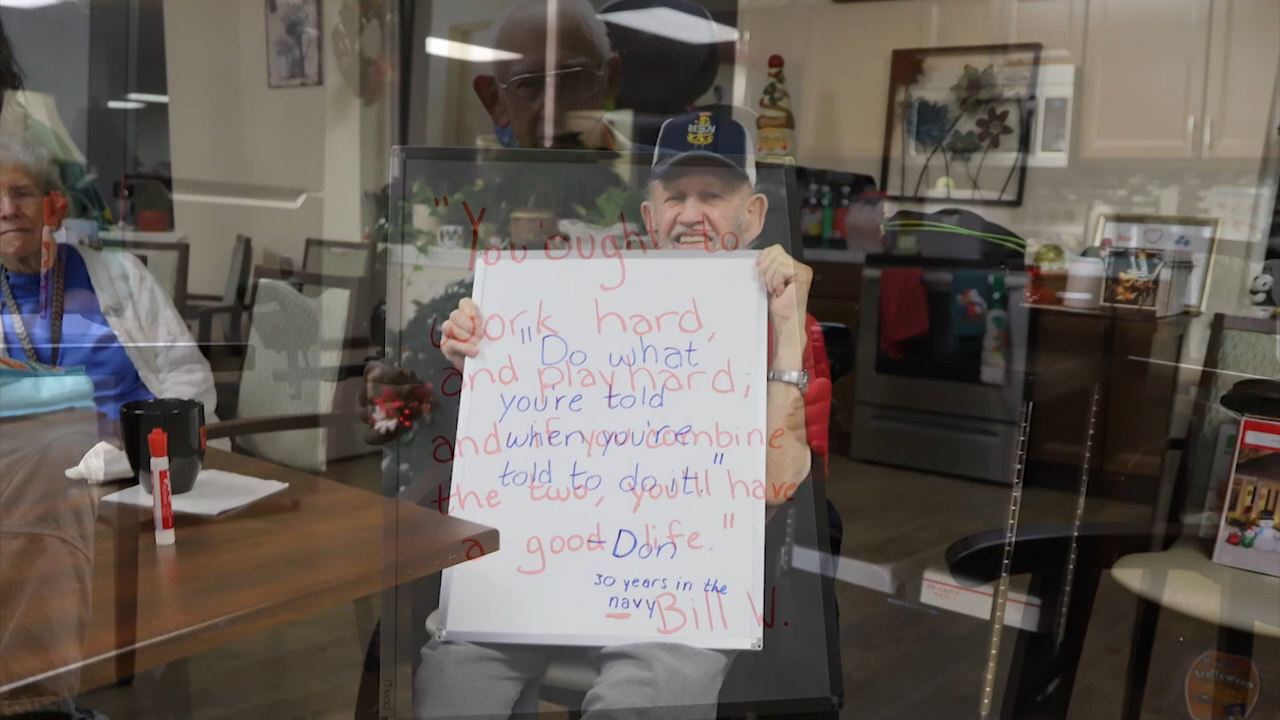 "You ought to
work hard,
and play hard,
and if you combine
the two, you'll have
a good life."
- Bill W.
"Do what
you're told
when you're
told to do it."
-Don
30 years in the
navy